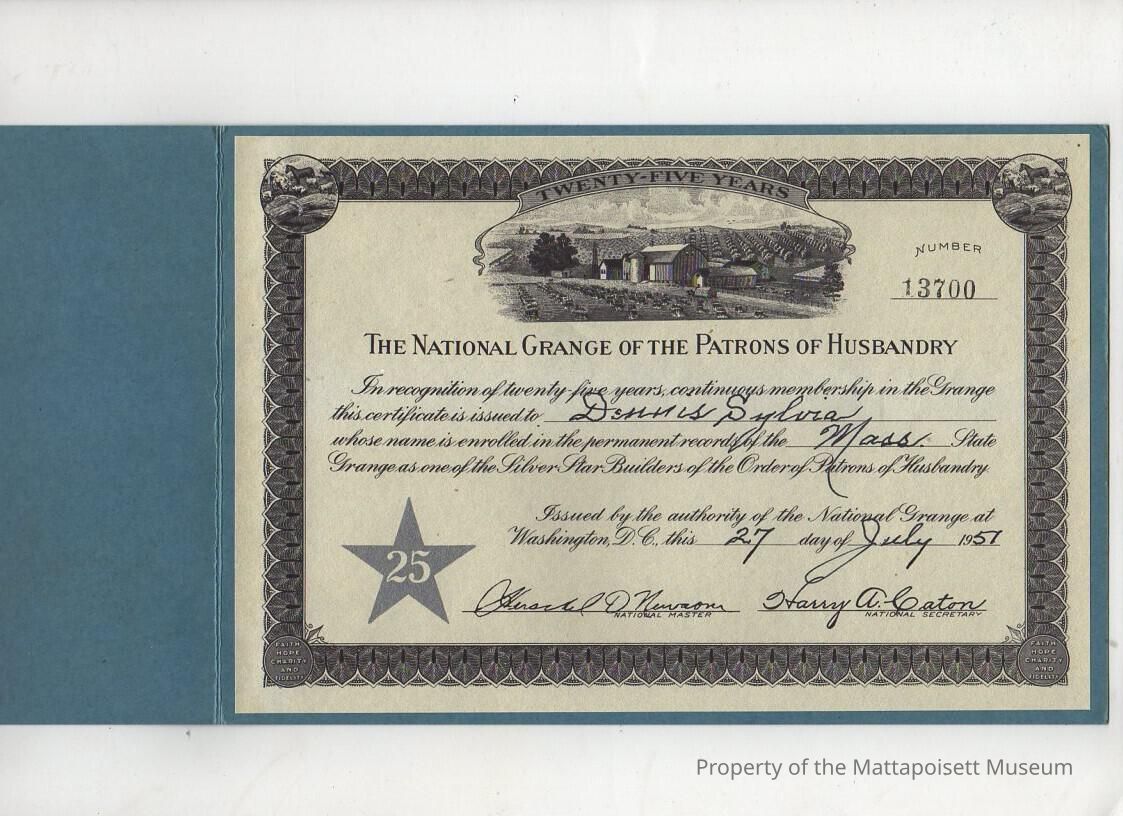 TWENTY-FIVE YEARS
NUMBER
13700
THE NATIONAL GRANGE OF THE PATRONS OF HUSBANDRY
In recognition of twenty-five years, continuous membership in the Grange
this certificate is issued to Dennis Sylvia
whose name is enrolled in the permanent records of the Mass. State
Grange as one of the Silver Star Builders of the Order of Patrons of Husbandry.
Issued by the authority of the National Grange at
Washington, D.C., this 27 day of July 1951
25
Herschel D. Newsom Harry A. Caton
NATIONAL MASTER NATIONAL SECRETARY
FAITH
HOPE
CHARITY
AND
FIDELITY
FAITH
HOPE
CHARITY
AND
FIDELITY
Property of the Mattapoisett Museum